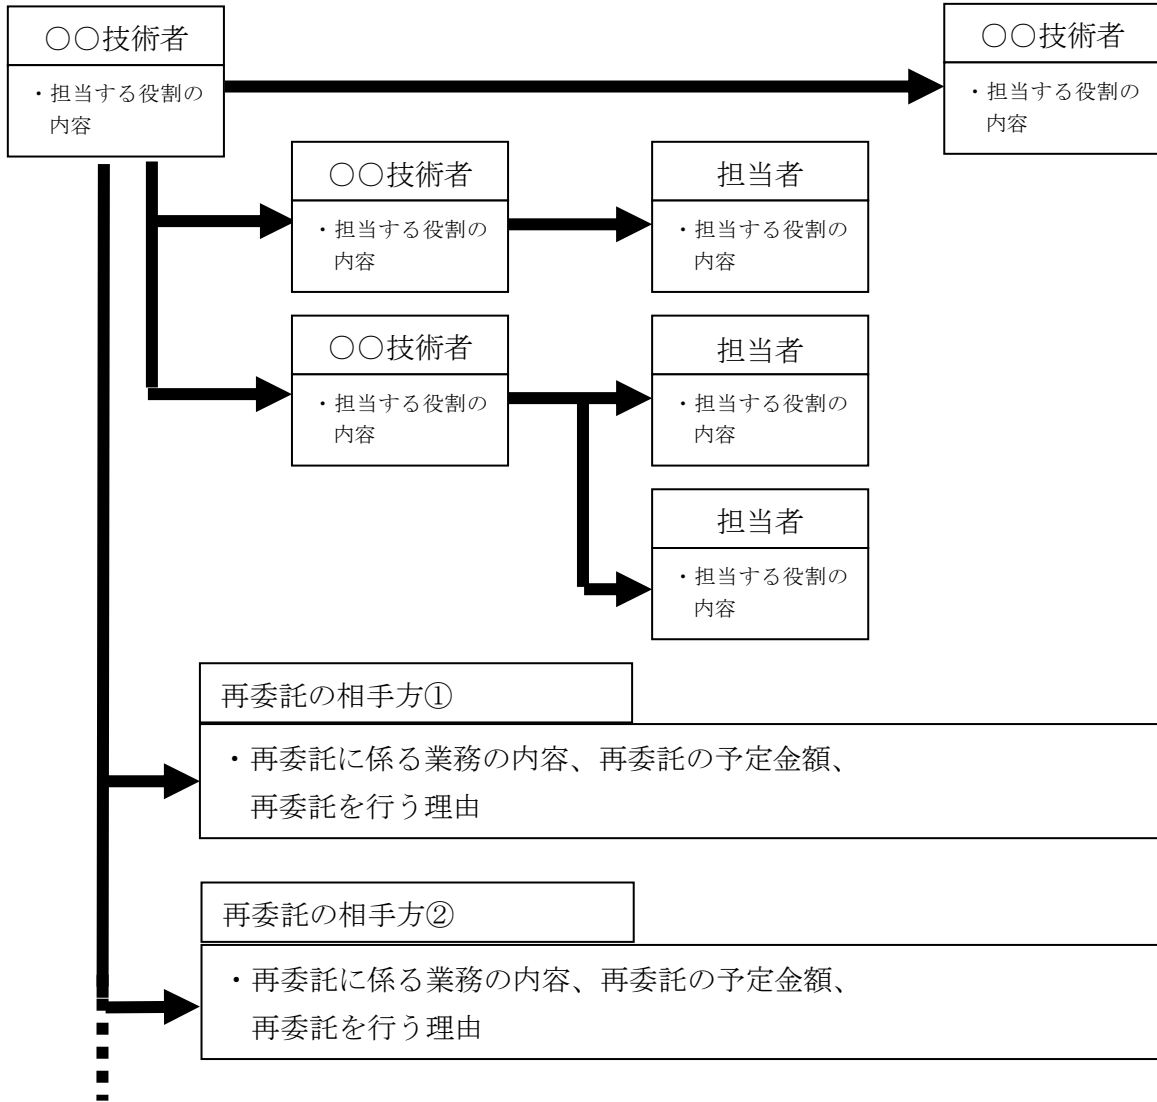 ○○技術者
・担当する役割の
内容
○○技術者
・担当する役割の
内容
○○技術者
・担当する役割の
内容
担当者
・担当する役割の
内容
○○技術者
・担当する役割の
内容
担当者
・担当する役割の
内容
担当者
・担当する役割の
内容
再委託の相手方①
・再委託に係る業務の内容、再委託の予定金額、
再委託を行う理由
再委託の相手方②
・再委託に係る業務の内容、再委託の予定金額、
再委託を行う理由